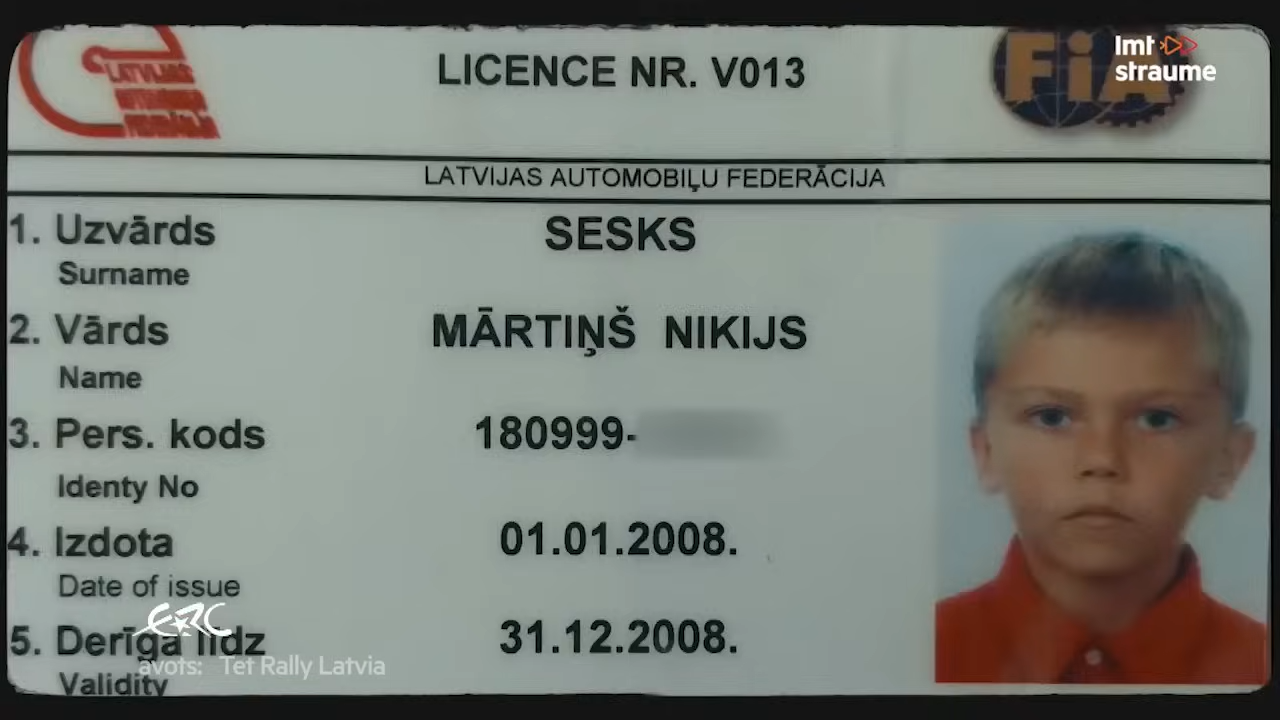 LICENCE NR. V013
FiA
lmt
straume
LATVIJAS
LATVIJAS AUTOMOBIĻU FEDERĀCIJA
1. Uzvārds
SESKS
Surname
2. Vārds
MĀRTIŅŠ NIKIJS
Name
3. Pers. kods
180999-
Identy No
4. Izdota
01.01.2008.
Date of issue
ERC
5. Derīga līdz
31.12.2008.
avots: Tet Rally Latvia
Validity